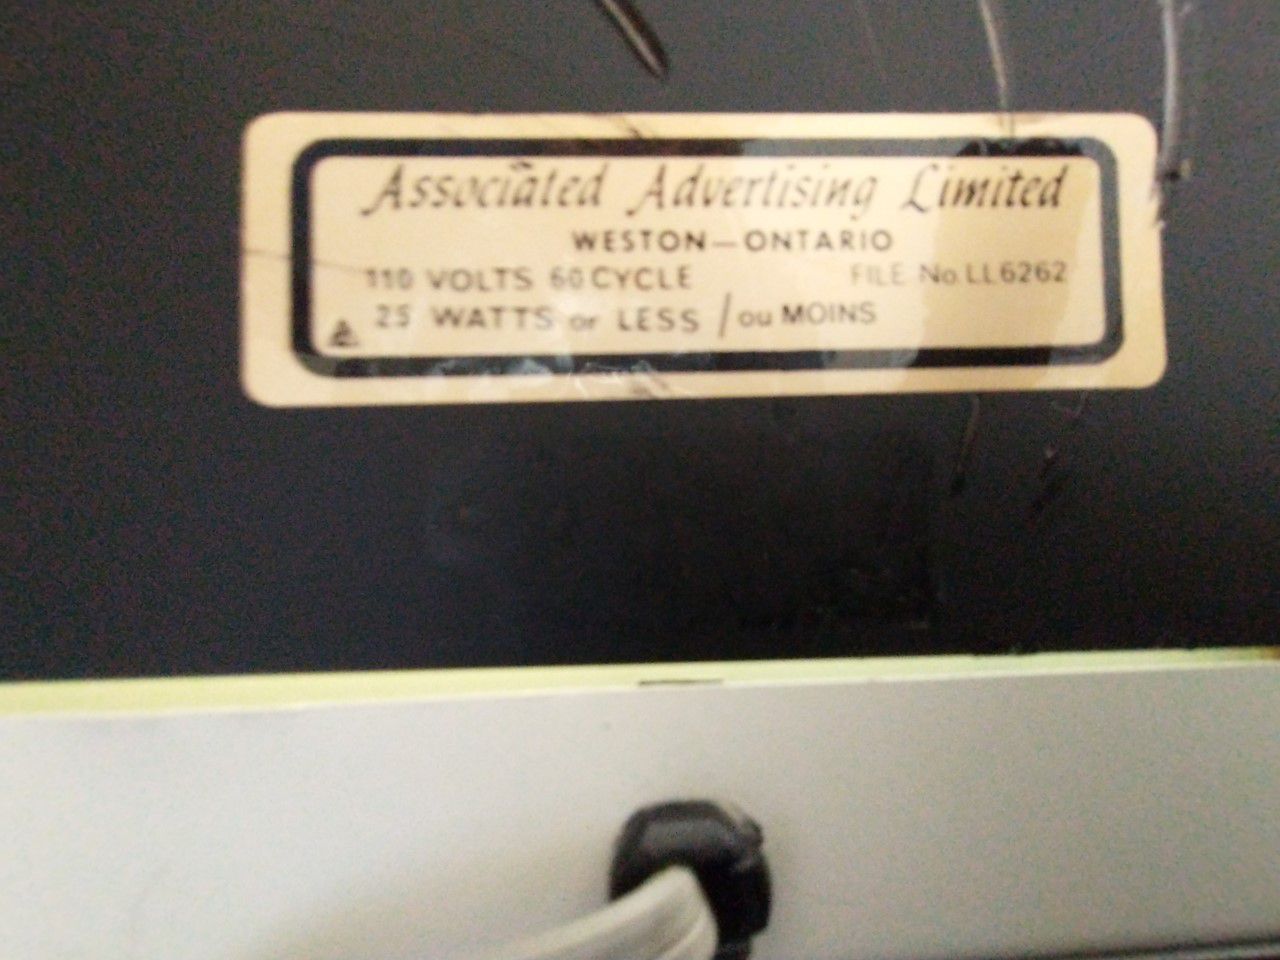 Associated Advertising Limited
WESTON—ONTARIO
110 VOLTS 60 CYCLE FILE No. LL6262
25 WATTS or LESS / ou MOINS